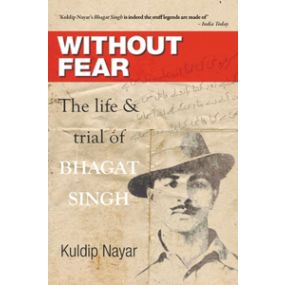 "Kuldip Nayar's Bhagat Singh is indeed the stuff legends are made of"
- India Today
WITHOUT
FEAR
The life &
trial of
BHAGAT
SINGH
Kuldip Nayar